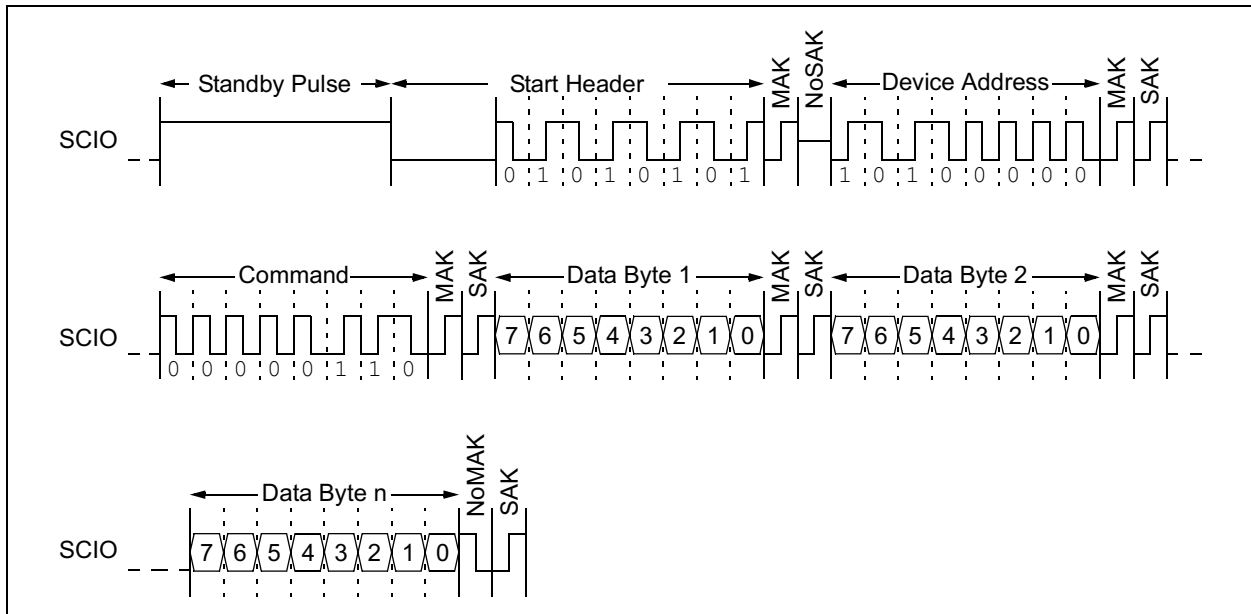 Standby Pulse Start Header MAK NoSAK Device Address MAK SAK
SCIO
0 1 0 1 0 1 0 1 1 0 1 0 0 0 0 0
Command MAK SAK Data Byte 1 MAK SAK Data Byte 2 MAK SAK
SCIO 7 6 5 4 3 2 1 0 7 6 5 4 3 2 1 0
0 0 0 0 0 1 1 0
Data Byte n NoMAK SAK
SCIO 7 6 5 4 3 2 1 0